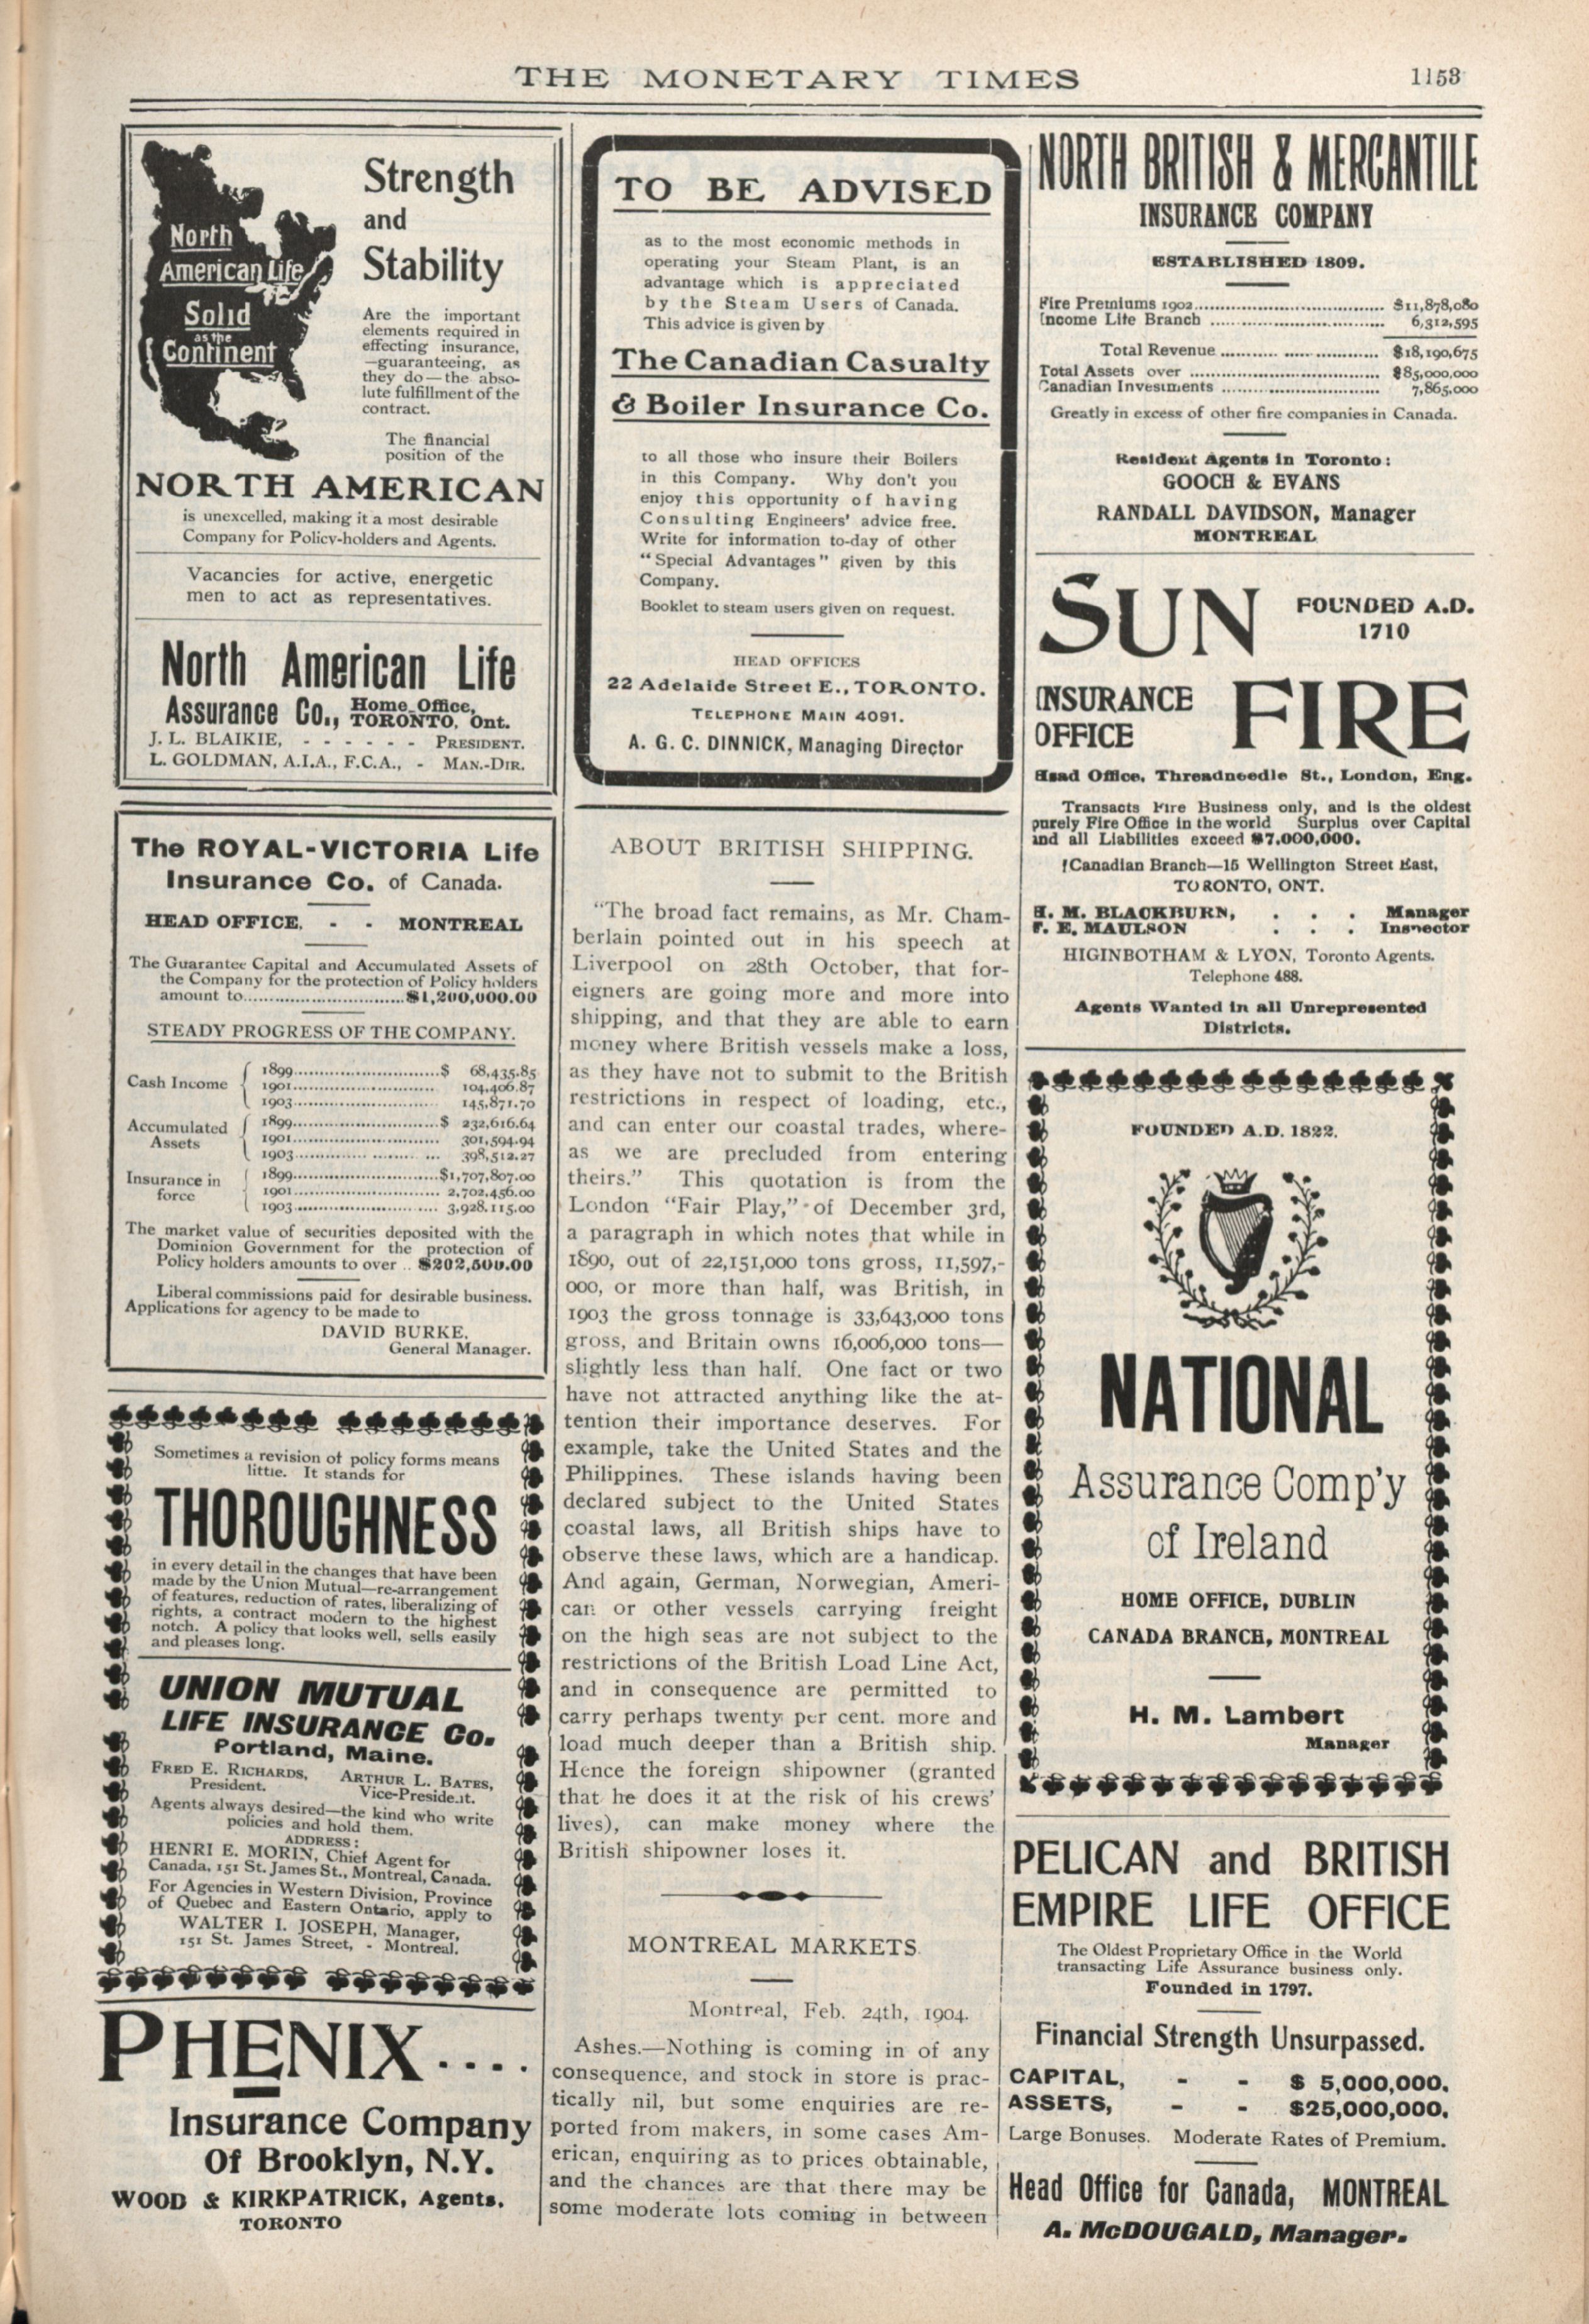 THE MONETARY TIMES
1153
North
American Life
Solid
as the
Continent
Strength
and
Stability
Are the important
elements required in
effecting insurance,
—guaranteeing, as
they do—the abso-
lute fulfillment of the
contract.
The financial
position of the
NORTH AMERICAN
is unexcelled, making it a most desirable
Company for Policy-holders and Agents.
Vacancies for active, energetic
men to act as representatives.
North American Life
Assurance Co., Home Office,
TORONTO, Ont.
J. L. BLAIKIE, - - - - - - PRESIDENT.
L. GOLDMAN, A.I.A., F.C.A., - MAN.-DIR.
The ROYAL-VICTORIA Life
Insurance Co. of Canada.
HEAD OFFICE, - - MONTREAL
The Guarantee Capital and Accumulated Assets of
the Company for the protection of Policy holders
amount to..............................$1,200,000.00
STEADY PROGRESS OF THE COMPANY.
Cash Income
1899...........................$ 68,435.85
1901........................... 104,406.87
1903........................... 145,871.70
Accumulated
Assets
1899...........................$ 232,616.64
1901........................... 301,594.94
1903........................... 398,512.27
Insurance in
force
1899...........................$1,707,807.00
1901........................... 2,702,456.00
1903........................... 3,928.115.00
The market value of securities deposited with the
Dominion Government for the protection of
Policy holders amounts to over .. $202,500.00
Liberal commissions paid for desirable business.
Applications for agency to be made to
DAVID BURKE,
General Manager.
Sometimes a revision of policy forms means
little. It stands for
THOROUGHNESS
in every detail in the changes that have been
made by the Union Mutual—re-arrangement
of features, reduction of rates, liberalizing of
rights, a contract modern to the highest
notch. A policy that looks well, sells easily
and pleases long.
UNION MUTUAL
LIFE INSURANCE Co.
Portland, Maine.
FRED E. RICHARDS,
President.
ARTHUR L. BATES,
Vice-President.
Agents always desired—the kind who write
policies and hold them.
ADDRESS:
HENRI E. MORIN, Chief Agent for
Canada, 151 St. James St., Montreal, Canada.
For Agencies in Western Division, Province
of Quebec and Eastern Ontario, apply to
WALTER I. JOSEPH, Manager,
151 St. James Street, - Montreal.
PHENIX....
Insurance Company
Of Brooklyn, N.Y.
WOOD & KIRKPATRICK, Agents.
TORONTO
TO BE ADVISED
as to the most economic methods in
operating your Steam Plant, is an
advantage which is appreciated
by the Steam Users of Canada.
This advice is given by
The Canadian Casualty
& Boiler Insurance Co.
to all those who insure their Boilers
in this Company. Why don't you
enjoy this opportunity of having
Consulting Engineers' advice free.
Write for information to-day of other
"Special Advantages" given by this
Company.
Booklet to steam users given on request.
HEAD OFFICES
22 Adelaide Street E., TORONTO.
TELEPHONE MAIN 4091.
A. G. C. DINNICK, Managing Director
ABOUT BRITISH SHIPPING.
"The broad fact remains, as Mr. Cham-
berlain pointed out in his speech at
Liverpool on 28th October, that for-
eigners are going more and more into
shipping, and that they are able to earn
money where British vessels make a loss,
as they have not to submit to the British
restrictions in respect of loading, etc.,
and can enter our coastal trades, where-
as we are precluded from entering
theirs." This quotation is from the
London "Fair Play," of December 3rd,
a paragraph in which notes that while in
1890, out of 22,151,000 tons gross, 11,597,-
000, or more than half, was British, in
1903 the gross tonnage is 33,643,000 tons
gross, and Britain owns 16,006,000 tons—
slightly less than half. One fact or two
have not attracted anything like the at-
tention their importance deserves. For
example, take the United States and the
Philippines. These islands having been
declared subject to the United States
coastal laws, all British ships have to
observe these laws, which are a handicap.
And again, German, Norwegian, Ameri-
can or other vessels carrying freight
on the high seas are not subject to the
restrictions of the British Load Line Act,
and in consequence are permitted to
carry perhaps twenty per cent. more and
load much deeper than a British ship.
Hence the foreign shipowner (granted
that he does it at the risk of his crews'
lives), can make money where the
British shipowner loses it.
MONTREAL MARKETS.
Montreal, Feb. 24th, 1904.
Ashes.—Nothing is coming in of any
consequence, and stock in store is prac-
tically nil, but some enquiries are re-
ported from makers, in some cases Am-
erican, enquiring as to prices obtainable,
and the chances are that there may be
some moderate lots coming in between
NORTH BRITISH & MERCANTILE
INSURANCE COMPANY
ESTABLISHED 1809.
Fire Premiums 1902.................................. $11,878,080
Income Life Branch ................................. 6,312,595
Total Revenue .............................. $18,190,675
Total Assets over .................................. $85,000,000
Canadian Investments ............................... 7,865,000
Greatly in excess of other fire companies in Canada.
Resident Agents in Toronto:
GOOCH & EVANS
RANDALL DAVIDSON, Manager
MONTREAL
SUN FOUNDED A.D.
1710
INSURANCE
OFFICE
FIRE
Head Office, Threadneedle St., London, Eng.
Transacts Fire Business only, and is the oldest
purely Fire Office in the world Surplus over Capital
and all Liabilities exceed $7,000,000.
Canadian Branch—15 Wellington Street East,
TORONTO, ONT.
H. M. BLACKBURN, . . . Manager
F. E. MAULSON . . . Inspector
HIGINBOTHAM & LYON, Toronto Agents.
Telephone 488.
Agents Wanted in all Unrepresented
Districts.
FOUNDED A.D. 1822.
NATIONAL
Assurance Comp'y
of Ireland
HOME OFFICE, DUBLIN
CANADA BRANCH, MONTREAL
H. M. Lambert
Manager
PELICAN and BRITISH
EMPIRE LIFE OFFICE
The Oldest Proprietary Office in the World
transacting Life Assurance business only.
Founded in 1797.
Financial Strength Unsurpassed.
CAPITAL, - - $ 5,000,000.
ASSETS, - - $25,000,000.
Large Bonuses. Moderate Rates of Premium.
Head Office for Canada, MONTREAL
A. McDOUGALD, Manager.